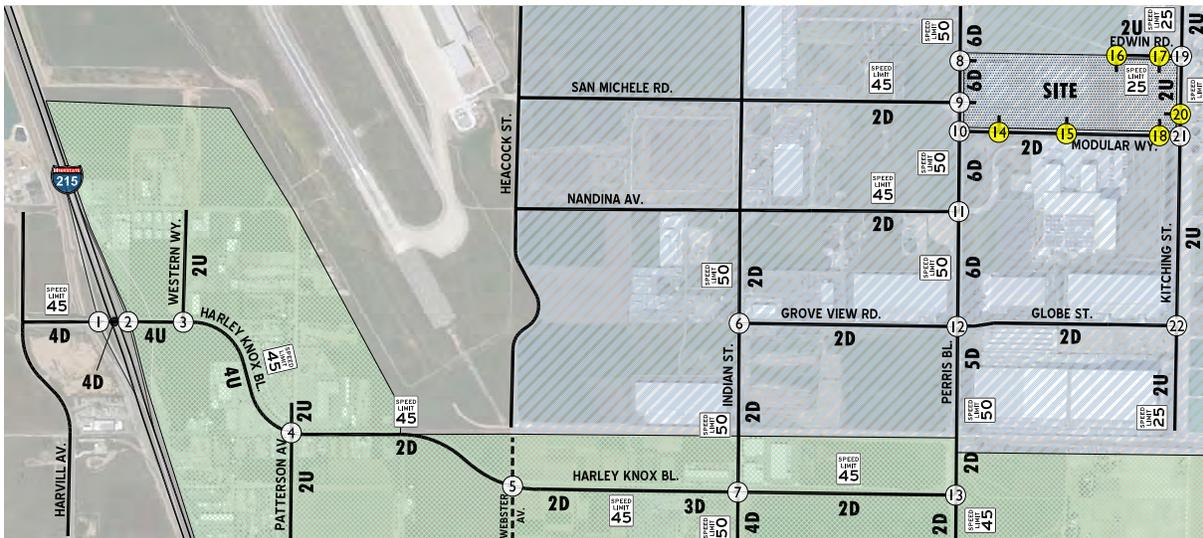 SPEED LIMIT 50
6D
2U
SPEED LIMIT 25
2U
EDWIN RD.
8
16
17
19
SAN MICHELE RD.
SPEED LIMIT 45
6D
SITE
SPEED LIMIT 25
2U
SPEED LIMIT
9
2D
20
10
14
15
18
21
2D
MODULAR WY.
HEACOCK ST.
INTERSTATE
215
SPEED LIMIT 50
6D
SPEED LIMIT 45
NANDINA AV.
2D
11
WESTERN WY.
2U
KITCHING ST.
2U
SPEED LIMIT 50
2D
SPEED LIMIT 50
6D
SPEED LIMIT 45
1
2
3
HARLEY KNOX BL.
4D
4U
4D
4U
SPEED LIMIT 45
6
GROVE VIEW RD.
2D
12
GLOBE ST.
2D
22
INDIAN ST.
PERRIS BL.
5D
2U
SPEED LIMIT 45
2D
SPEED LIMIT 50
SPEED LIMIT 50
SPEED LIMIT 25
2U
4
2D
HARVILL AV.
PATTERSON AV.
2U
5
HARLEY KNOX BL.
SPEED LIMIT 45
2D
7
13
2D
SPEED LIMIT 45
3D
2D
WEBSTER AV.
SPEED LIMIT 50
4D
2D
SPEED LIMIT 45